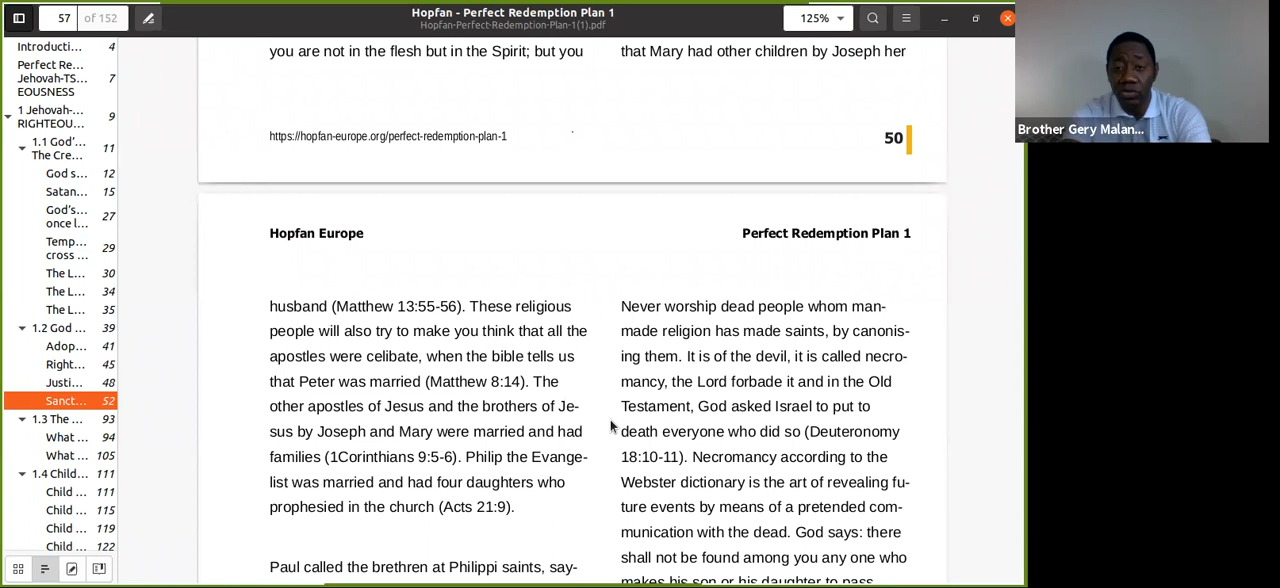 57 of 152
Hopfan - Perfect Redemption Plan 1
Hopfan-Perfect-Redemption-Plan-1(1).pdf
125%
Introducti... 4
Perfect Re...
Jehovah-TS... 7
EOUSNESS
1 Jehovah-
RIGHTEOU... 9
1.1 God'...
The Cre... 11
God s... 12
Satan... 15
God's...
once l... 27
Temp...
cross ... 29
The L... 30
The L... 34
The L... 35
1.2 God ... 39
Adop... 41
Right... 45
Justi... 48
Sanct... 52
1.3 The ... 93
What ... 94
What ... 105
1.4 Child... 111
Child ... 111
Child ... 115
Child ... 119
Child ... 122
you are not in the flesh but in the Spirit; but you
that Mary had other children by Joseph her
https://hopfan-europe.org/perfect-redemption-plan-1
50
Hopfan Europe
Perfect Redemption Plan 1
husband (Matthew 13:55-56). These religious
people will also try to make you think that all the
apostles were celibate, when the bible tells us
that Peter was married (Matthew 8:14). The
other apostles of Jesus and the brothers of Je-
sus by Joseph and Mary were married and had
families (1Corinthians 9:5-6). Philip the Evange-
list was married and had four daughters who
prophesied in the church (Acts 21:9).
Paul called the brethren at Philippi saints, say-
Never worship dead people whom man-
made religion has made saints, by canonis-
ing them. It is of the devil, it is called necro-
mancy, the Lord forbade it and in the Old
Testament, God asked Israel to put to
death everyone who did so (Deuteronomy
18:10-11). Necromancy according to the
Webster dictionary is the art of revealing fu-
ture events by means of a pretended com-
munication with the dead. God says: there
shall not be found among you any one who
makes his son or his daughter to pass
Brother Gery Malan...